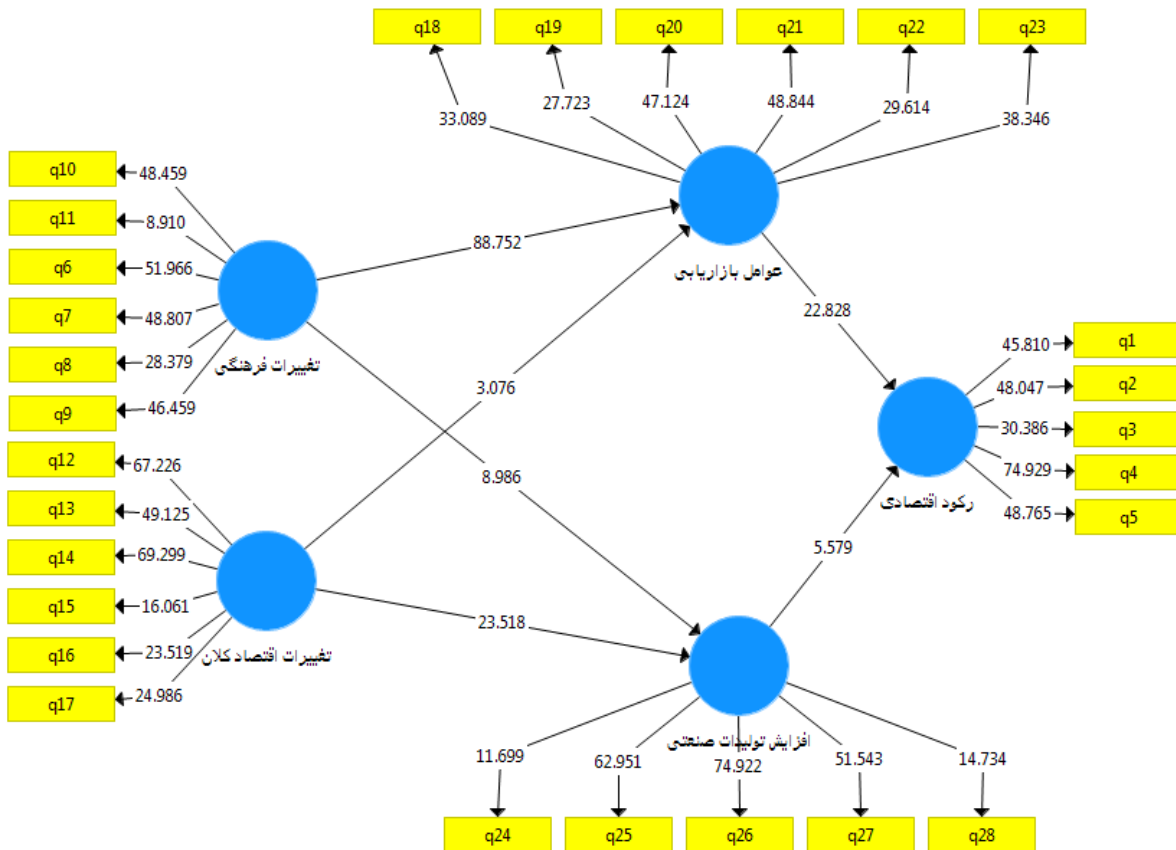 q18
q19
q20
q21
q22
q23
33.089
27.723
47.124
48.844
29.614
38.346
q10
48.459
q11
8.910
q6
51.966
q7
48.807
q8
28.379
q9
46.459
تغییرات فرهنگی
88.752
عوامل بازاریابی
3.076
8.986
22.828
q12
67.226
q13
49.125
q14
69.299
q15
16.061
q16
23.519
q17
24.986
تغییرات اقتصاد کلان
23.518
5.579
45.810
q1
48.047
q2
30.386
q3
74.929
q4
48.765
q5
رکود اقتصادی
افزایش تولیدات صنعتی
11.699
62.951
74.922
51.543
14.734
q24
q25
q26
q27
q28